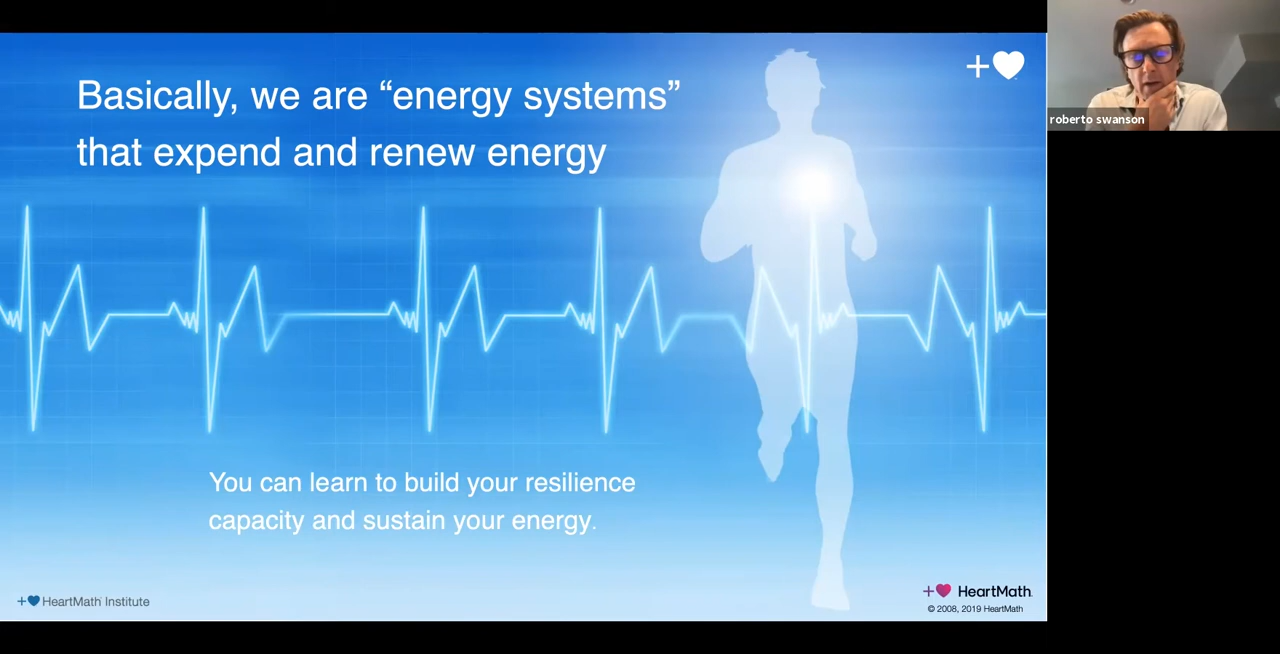 Basically, we are “energy systems”
that expend and renew energy
roberto swanson
You can learn to build your resilience
capacity and sustain your energy.
HeartMath Institute
HeartMath.
© 2008, 2019 HeartMath